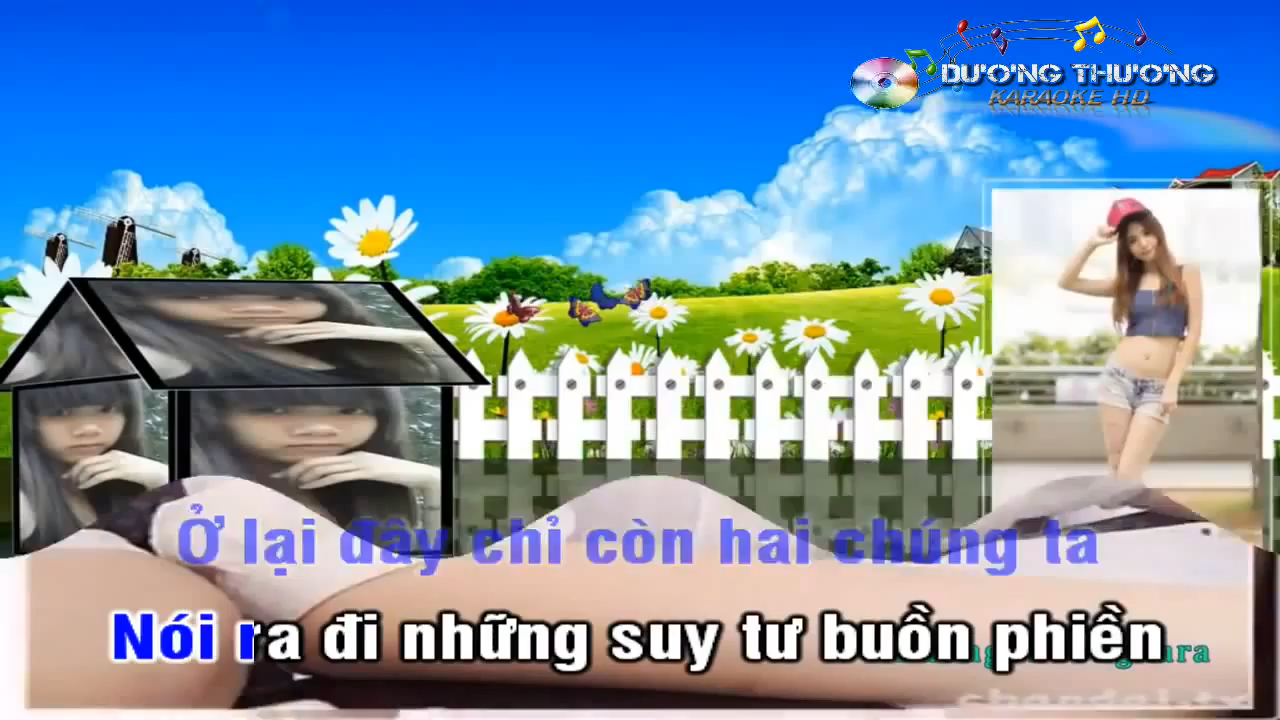 DƯƠNG THƯƠNG
KARAOKE HD
Ở lại đây chỉ còn hai chúng ta
Nói ra đi những suy tư buồn phiền